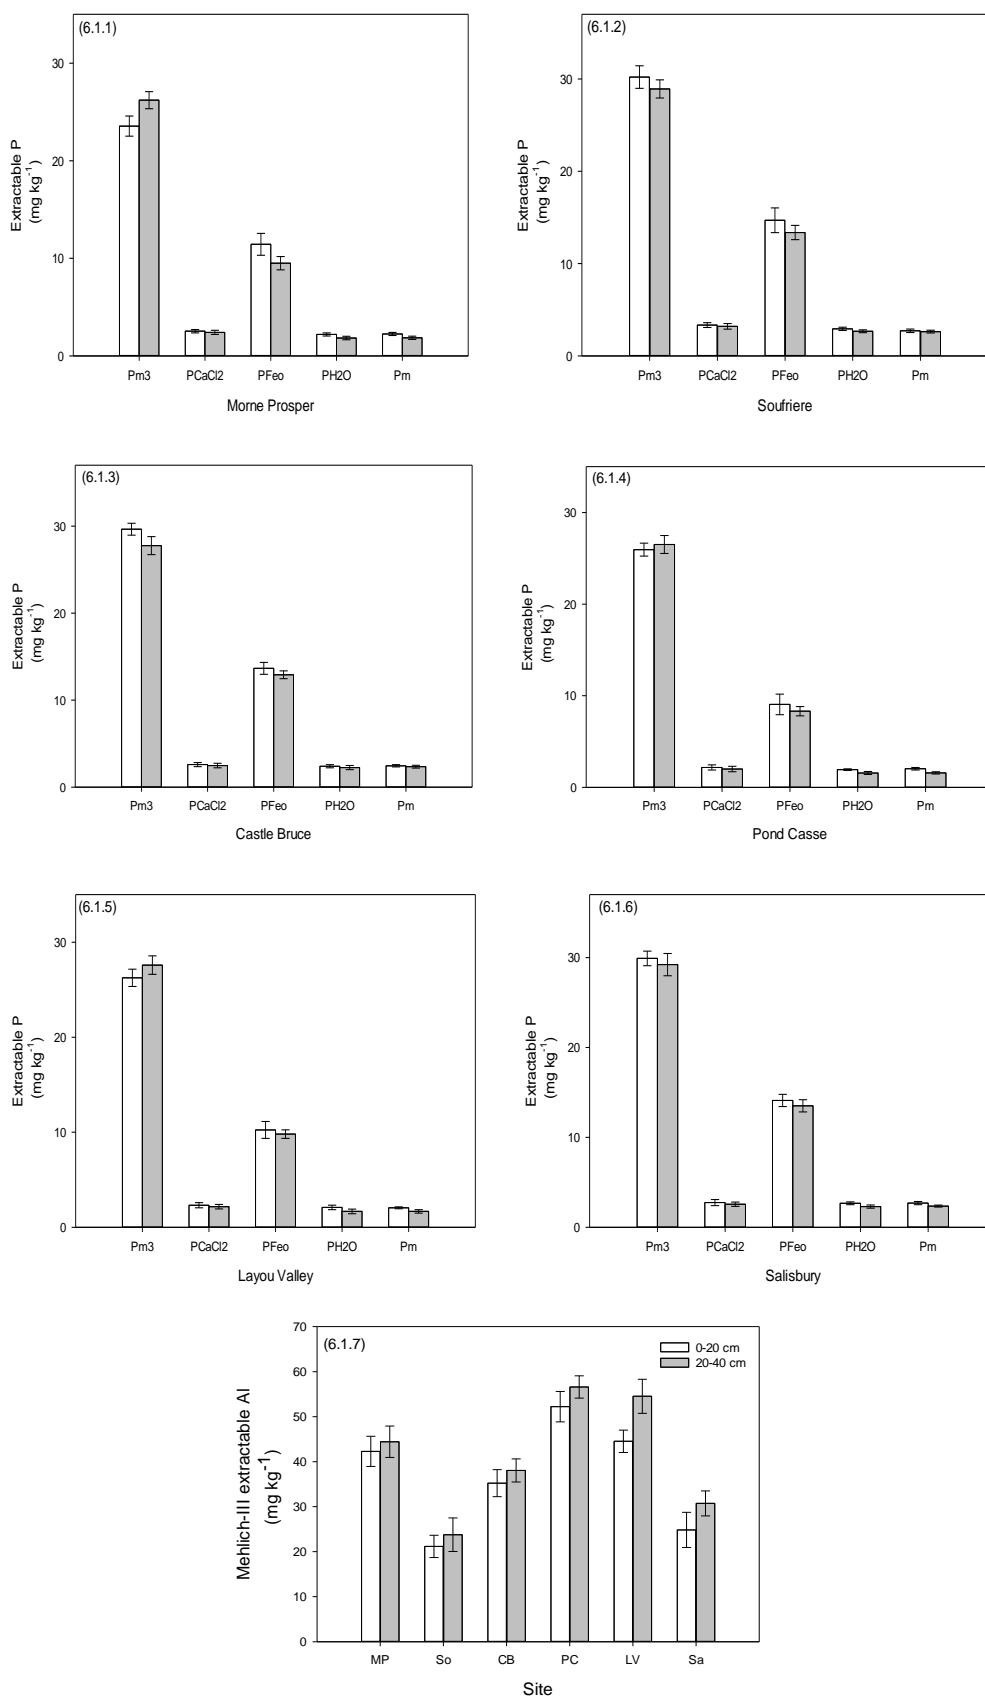 (6.1.1)
30
20
10
0
Extractable P
(mg kg-1)
Pm3 PCaCl2 PFeo PH2O Pm
Morne Prosper
(6.1.2)
30
20
10
0
Extractable P
(mg kg-1)
Pm3 PCaCl2 PFeo PH2O Pm
Soufriere
(6.1.3)
30
20
10
0
Extractable P
(mg kg-1)
Pm3 PCaCl2 PFeo PH2O Pm
Castle Bruce
(6.1.4)
30
20
10
0
Extractable P
(mg kg-1)
Pm3 PCaCl2 PFeo PH2O Pm
Pond Casse
(6.1.5)
30
20
10
0
Extractable P
(mg kg-1)
Pm3 PCaCl2 PFeo PH2O Pm
Layou Valley
(6.1.6)
30
20
10
0
Extractable P
(mg kg-1)
Pm3 PCaCl2 PFeo PH2O Pm
Salisbury
(6.1.7)
0-20 cm
20-40 cm
70
60
50
40
30
20
10
0
Mehlich-III extractable Al
(mg kg-1)
MP So CB PC LV Sa
Site